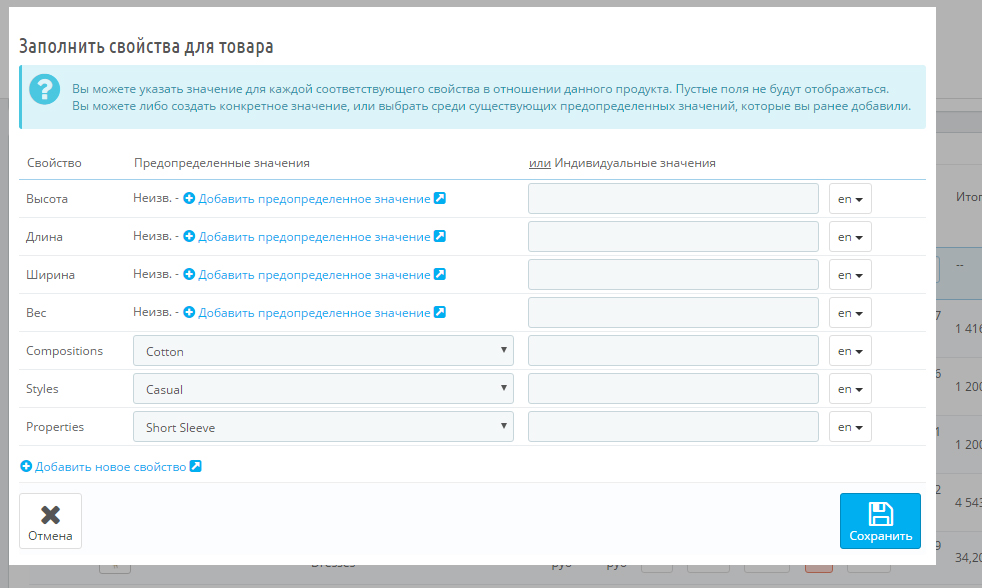 Заполнить свойства для товара
Вы можете указать значение для каждой соответствующего свойства в отношении данного продукта. Пустые поля не будут отображаться.
Вы можете либо создать конкретное значение, или выбрать среди существующих предопределенных значений, которые вы ранее добавили.
Свойство Предопределенные значения или Индивидуальные значения
Высота Неизв. - Добавить предопределенное значение en
Длина Неизв. - Добавить предопределенное значение en
Ширина Неизв. - Добавить предопределенное значение en
Вес Неизв. - Добавить предопределенное значение en
Compositions Cotton en
Styles Casual en
Properties Short Sleeve en
Добавить новое свойство
Отмена
Сохранить
--
7
1 416
6
1 200
1
1 200
2
4 543
9
34,20